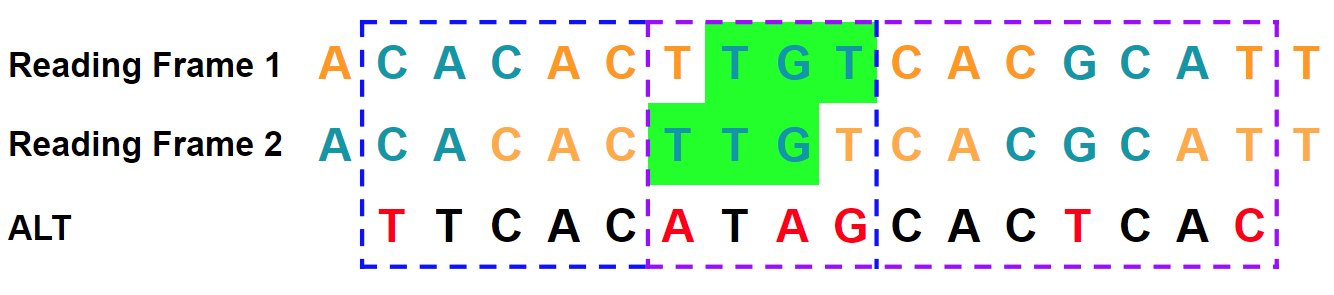 Reading Frame 1 A C A C A C T T G T C A C G C A T T
Reading Frame 2 A C A C A C T T G T C A C G C A T T
ALT T T C A C A T A G C A C T C A C